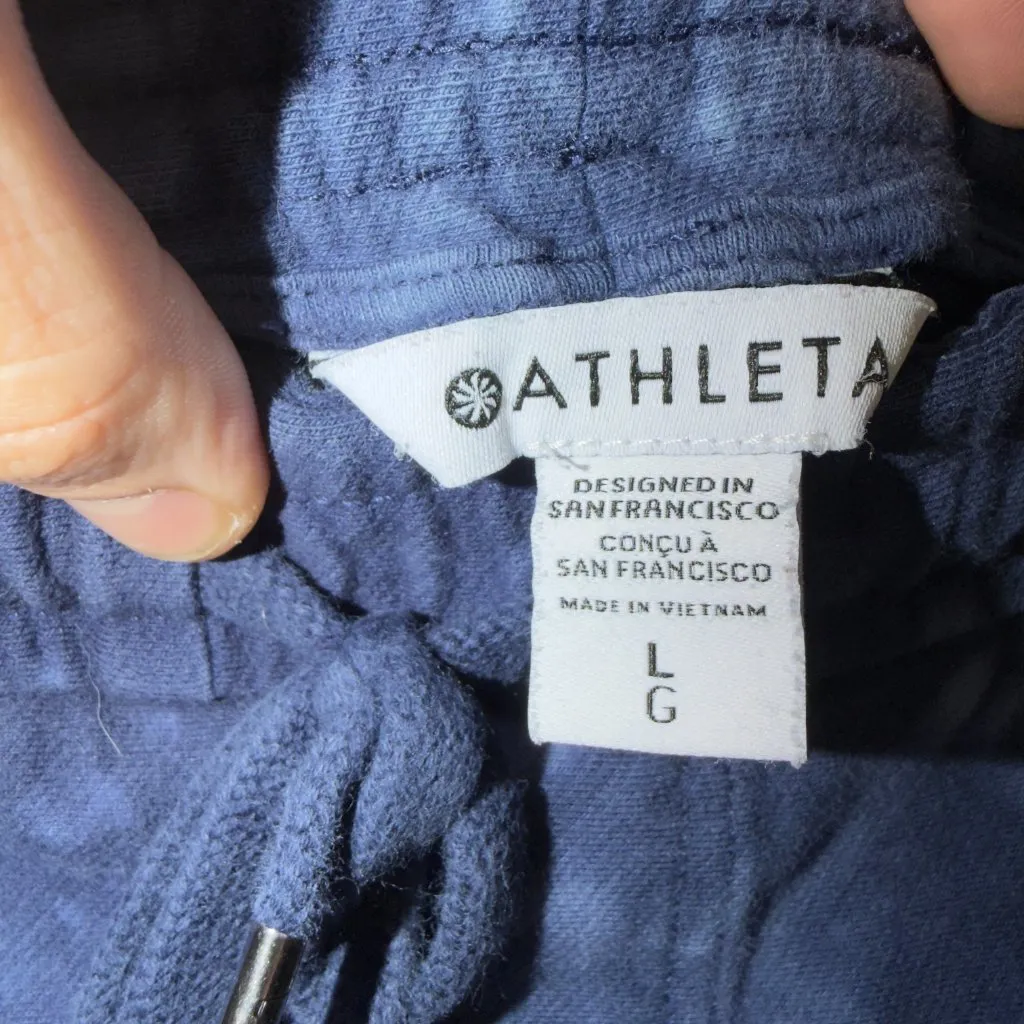 ATHLETA
DESIGNED IN
SAN FRANCISCO
CONÇU À
SAN FRANCISCO
MADE IN VIETNAM
L
G